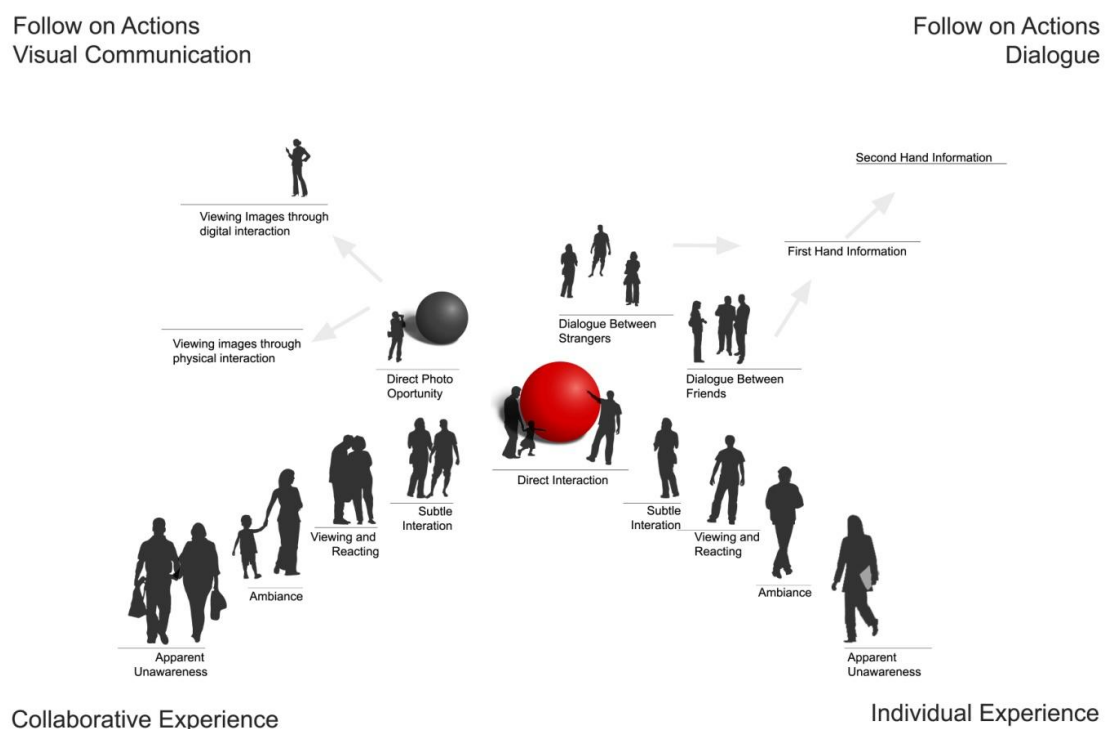 Follow on Actions
Visual Communication
Follow on Actions
Dialogue
Second Hand Information
Viewing Images through
digital interaction
First Hand Information
Viewing images through
physical interaction
Dialogue Between
Strangers
Direct Photo
Oportunity
Dialogue Between
Friends
Direct Interaction
Subtle
Interation
Subtle
Interation
Viewing and
Reacting
Viewing and
Reacting
Ambiance
Ambiance
Apparent
Unawareness
Apparent
Unawareness
Collaborative Experience
Individual Experience